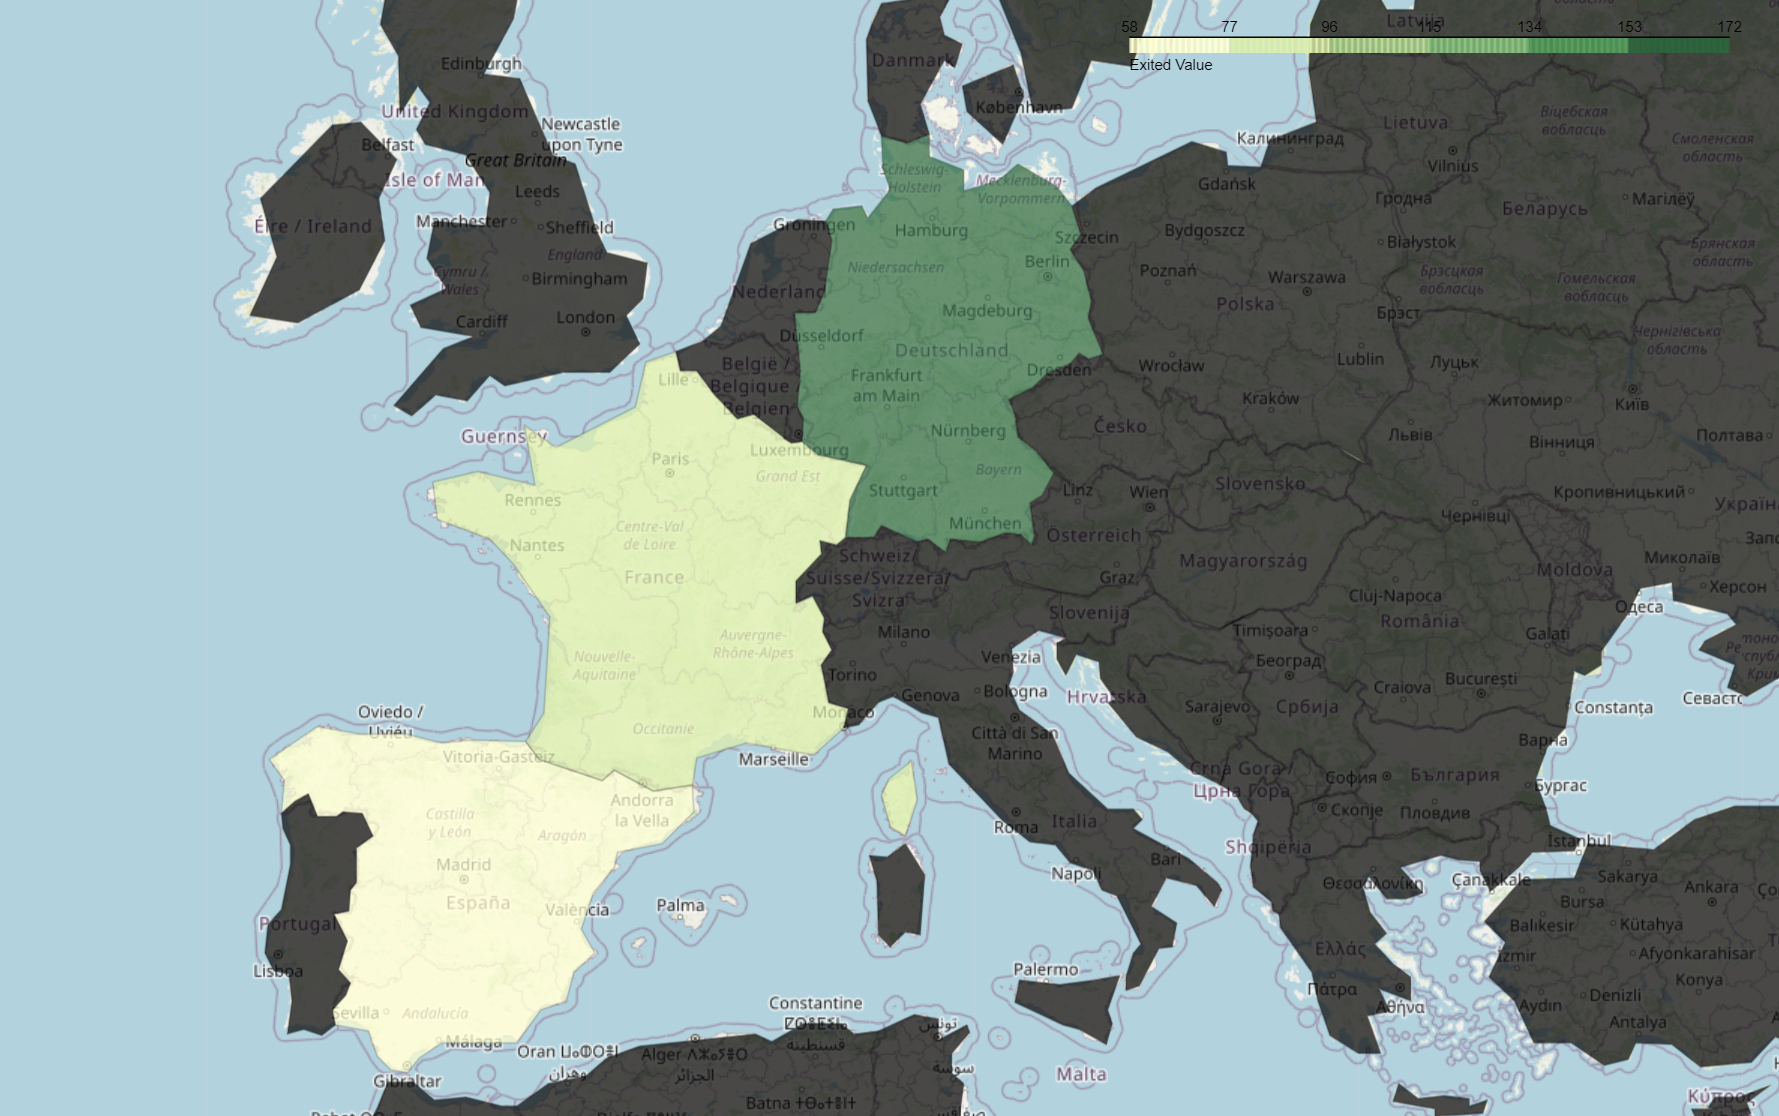 58 77 96 115 134 153 172
Exited Value
Latvija
Edinburgh
Danmark
København
United Kingdom
Newcastle
upon Tyne
Belfast
Great Britain
Isle of Man
Leeds
Manchester
Sheffield
Éire / Ireland
England
Cymru /
Wales
Birmingham
Cardiff
London
Калининград
Lietuva
Віцебская
вобласць
Смоленская
область
Vilnius
Schleswig-
Holstein
Mecklenburg-
Vorpommern
Gdańsk
Гродна
Беларусь
Магілёў
Groningen
Hamburg
Szczecin
Bydgoszcz
Białystok
Брянская
область
Niedersachsen
Berlin
Poznań
Warszawa
Брэсцкая
вобласць
Гомельская
вобласць
Nederland
Magdeburg
Polska
Брэст
Düsseldorf
Deutschland
Чернігівська
область
België /
Belgique /
Belgien
Lille
Frankfurt
am Main
Dresden
Wrocław
Lublin
Луцьк
Kraków
Житомир
Київ
Guernsey
Nürnberg
Česko
Львів
Вінниця
Полтава
Luxembourg
Paris
Grand Est
Bayern
Rennes
Stuttgart
Linz
Wien
Slovensko
Кропивницький
München
Чернівці
Centre-Val
de Loire
Nantes
Österreich
Schweiz/
Suisse/Svizzera/
Svizra
Magyarország
Moldova
Миколаїв
France
Graz
Херсон
Cluj-Napoca
Одеса
Slovenija
România
Milano
Timișoara
Galați
Auvergne-
Rhône-Alpes
Nouvelle-
Aquitaine
Venezia
Београд
Torino
București
Genova
Bologna
Hrvatska
Craiova
Constanța
Sarajevo
Србија
Monaco
Oviedo /
Uviéu
Occitanie
Città di San
Marino
Варна
Vitoria-Gasteiz
Marseille
Crna Gora /
Црна Гора
София
България
Бургас
Andorra
la Vella
Castilla
y León
Aragón
Roma
Italia
Скопје
Пловдив
Shqipëria
İstanbul
Madrid
Napoli
Bari
Θεσσαλονίκη
Çanakkale
Sakarya
Ankara
España
València
Palma
Bursa
Portugal
Balıkesir
Kütahya
Ελλάς
İzmir
Afyonkarahisar
Lisboa
Palermo
Konya
Πάτρα
Αθήνα
Aydın
Denizli
Sevilla
Andalucía
Constantine
ⵇⵙⴻⵏⵟⵉⵏⴰ
قسنطينة
تونس
Antalya
Málaga
Oran
وهران
Alger
الجزائر
سوسة
Gibraltar
Malta
Batna
Κύπρος